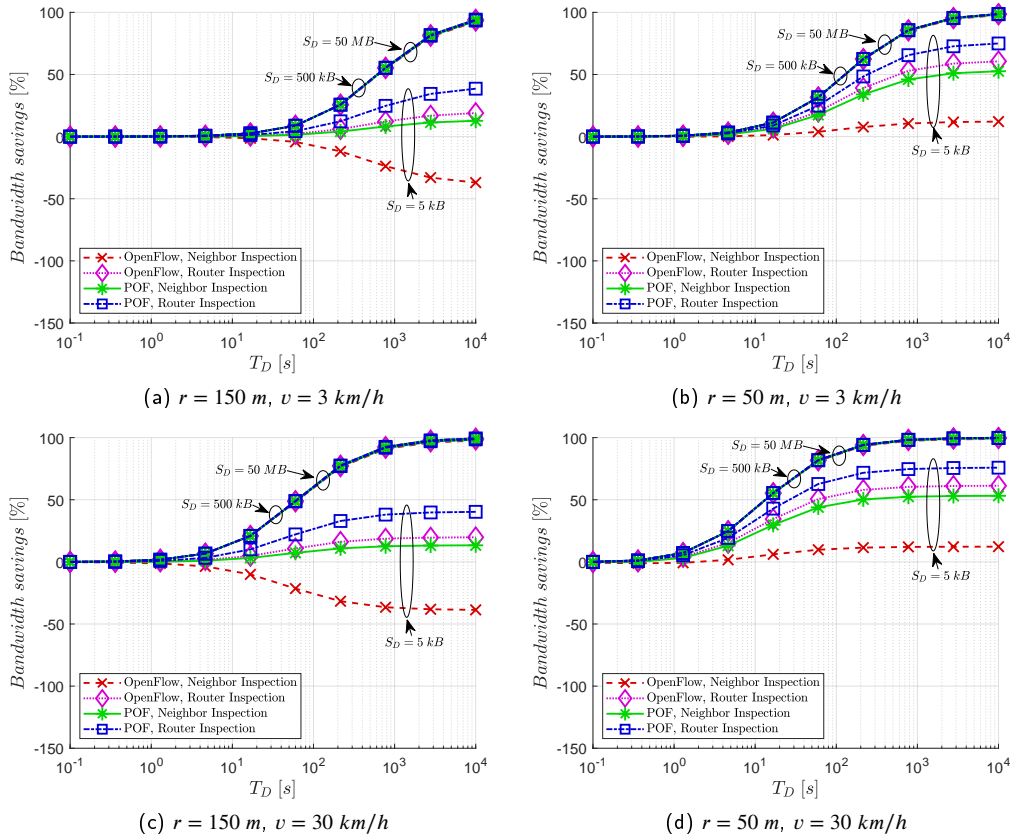 100
50
0
-50
-100
-150
Bandwidth savings [%]
S_D = 50 MB
S_D = 500 kB
S_D = 5 kB
OpenFlow, Neighbor Inspection
OpenFlow, Router Inspection
POF, Neighbor Inspection
POF, Router Inspection
10^-1 10^0 10^1 10^2 10^3 10^4
T_D [s]
(a) r = 150 m, v = 3 km/h
100
50
0
-50
-100
-150
Bandwidth savings [%]
S_D = 50 MB
S_D = 500 kB
S_D = 5 kB
OpenFlow, Neighbor Inspection
OpenFlow, Router Inspection
POF, Neighbor Inspection
POF, Router Inspection
10^-1 10^0 10^1 10^2 10^3 10^4
T_D [s]
(b) r = 50 m, v = 3 km/h
100
50
0
-50
-100
-150
Bandwidth savings [%]
S_D = 50 MB
S_D = 500 kB
S_D = 5 kB
OpenFlow, Neighbor Inspection
OpenFlow, Router Inspection
POF, Neighbor Inspection
POF, Router Inspection
10^-1 10^0 10^1 10^2 10^3 10^4
T_D [s]
(c) r = 150 m, v = 30 km/h
100
50
0
-50
-100
-150
Bandwidth savings [%]
S_D = 50 MB
S_D = 500 kB
S_D = 5 kB
OpenFlow, Neighbor Inspection
OpenFlow, Router Inspection
POF, Neighbor Inspection
POF, Router Inspection
10^-1 10^0 10^1 10^2 10^3 10^4
T_D [s]
(d) r = 50 m, v = 30 km/h